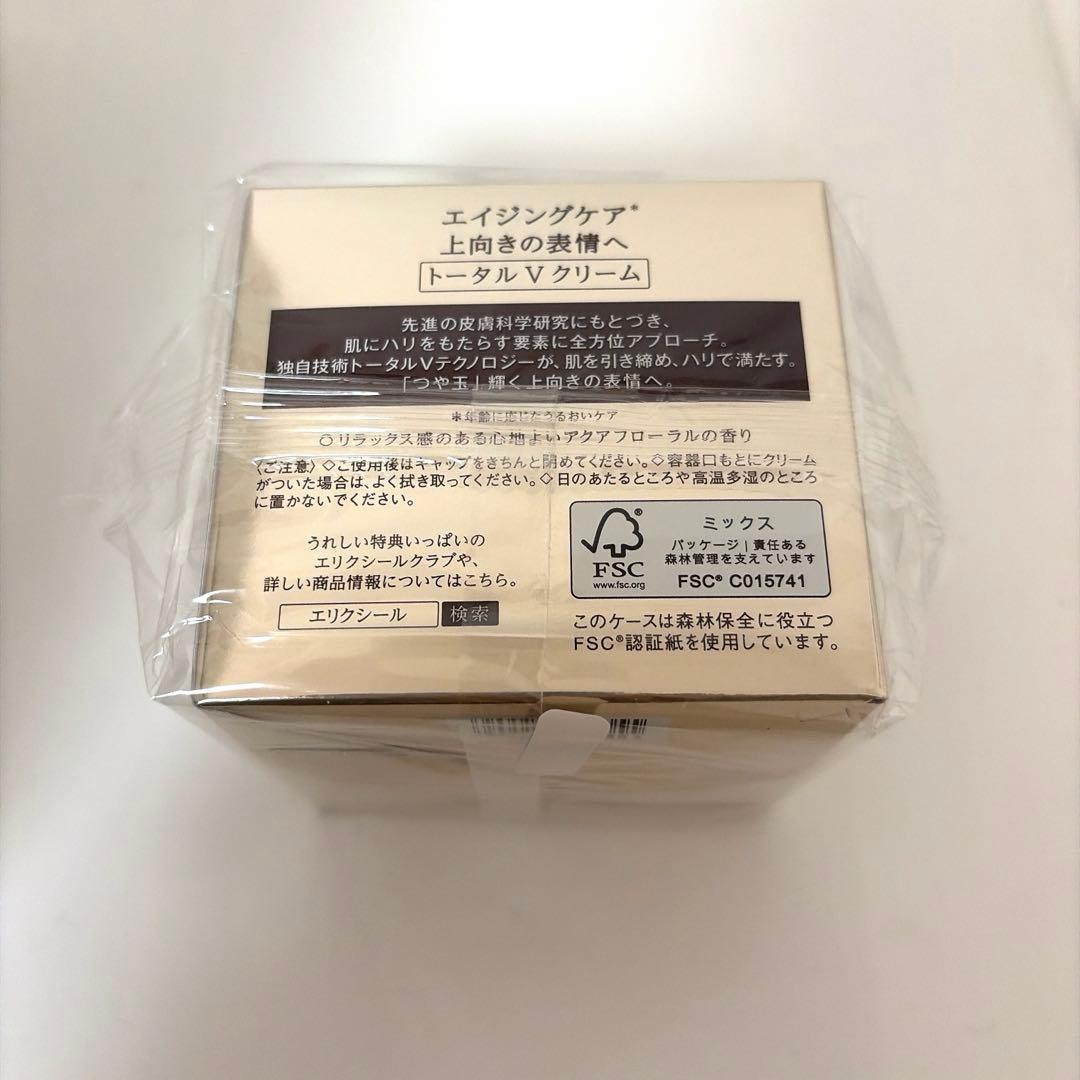 エイジングケア*
上向きの表情へ
トータル V クリーム
先進の皮膚科学研究にもとづき、
肌にハリをもたらす要素に全方位アプローチ。
独自技術トータルVテクノロジーが、肌を引き締め、ハリで満たす。
「つや玉」輝く上向きの表情へ。
*年齢に応じたうるおいケア
リラックス感のある心地よいアクアフローラルの香り
〈ご注意〉◇ご使用後はキャップをきちんと閉めてください。◇容器口もとにクリーム
がついた場合は、よく拭き取ってください。◇日のあたるところや高温多湿のところ
に置かないでください。
うれしい特典いっぱいの
エリクシールクラブや、
詳しい商品情報についてはこちら。
エリクシール 検索
FSC
www.fsc.org
ミックス
パッケージ | 責任ある
森林管理を支えています
FSC® C015741
このケースは森林保全に役立つ
FSC®認証紙を使用しています。